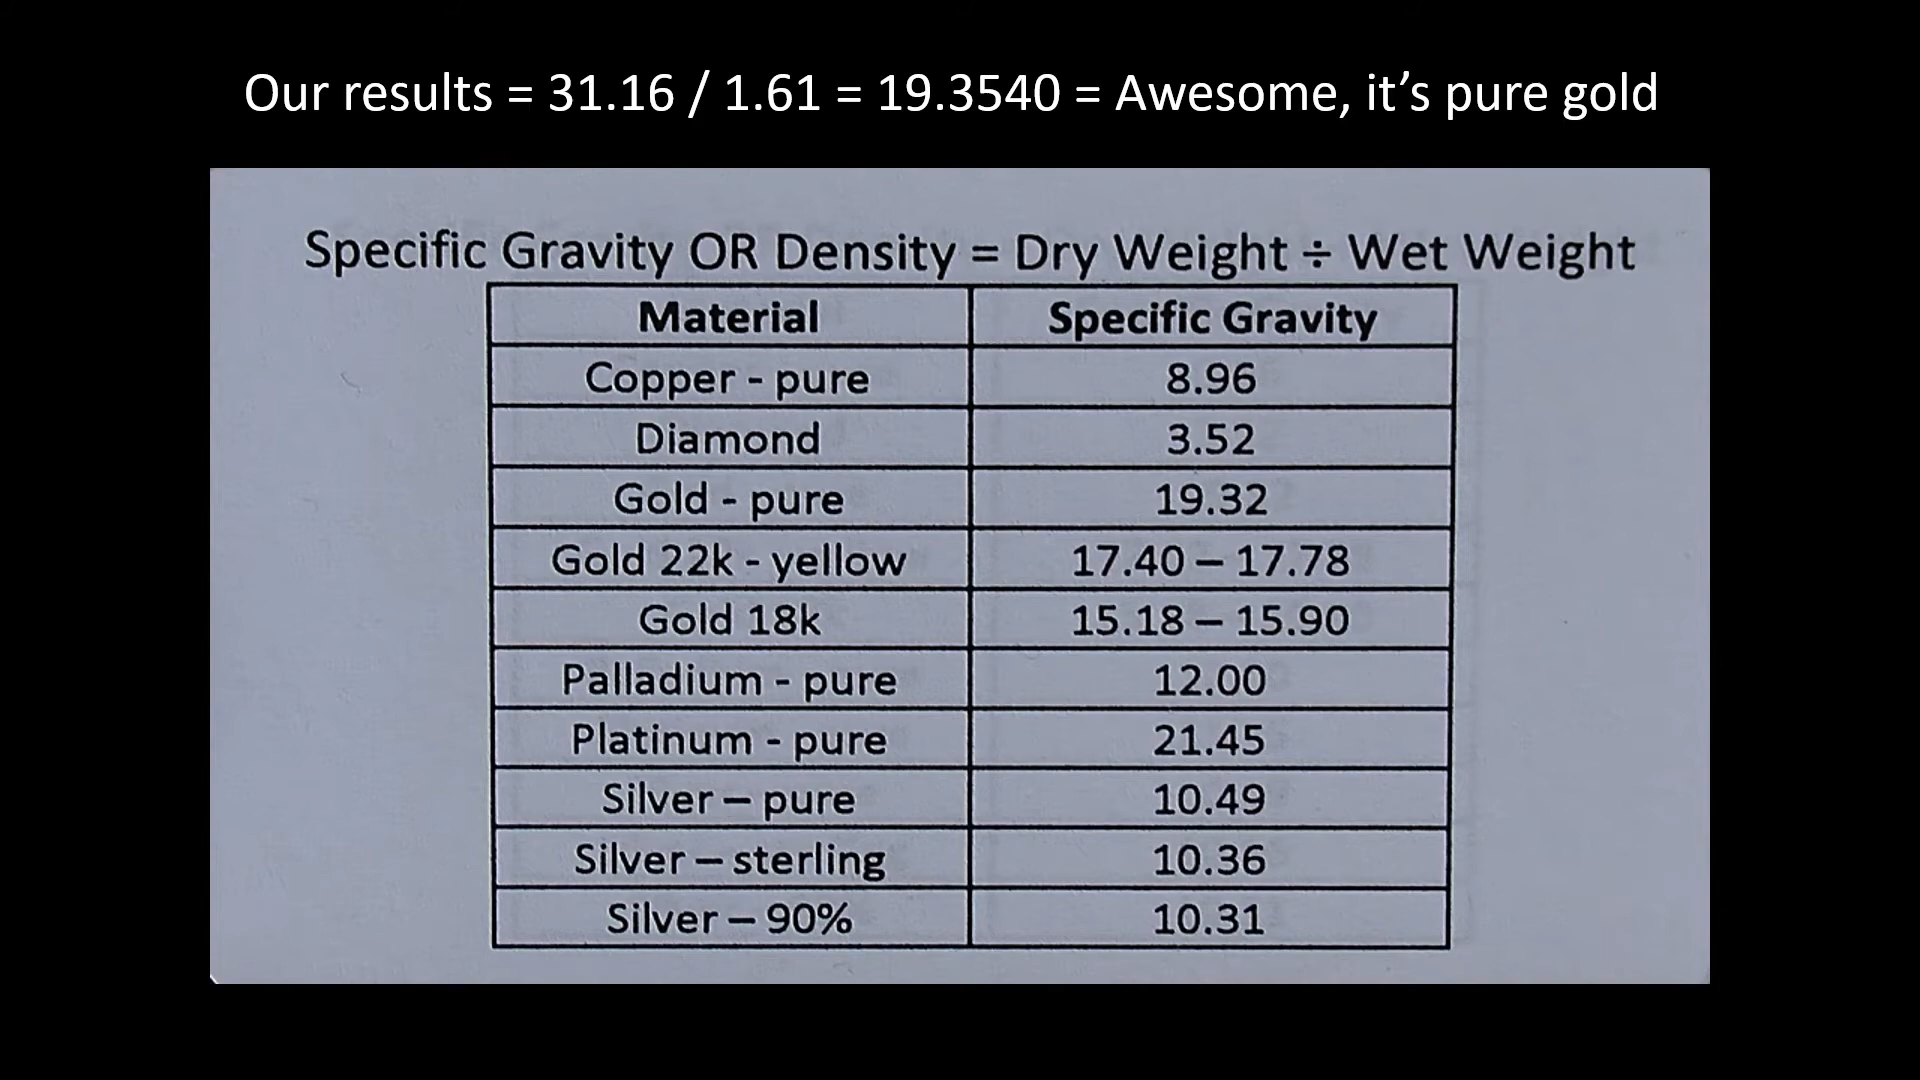 Our results = 31.16 / 1.61 = 19.3540 = Awesome, it’s pure gold
Specific Gravity OR Density = Dry Weight ÷ Wet Weight
Material Specific Gravity
Copper - pure 8.96
Diamond 3.52
Gold - pure 19.32
Gold 22k - yellow 17.40 – 17.78
Gold 18k 15.18 – 15.90
Palladium - pure 12.00
Platinum - pure 21.45
Silver – pure 10.49
Silver – sterling 10.36
Silver – 90% 10.31